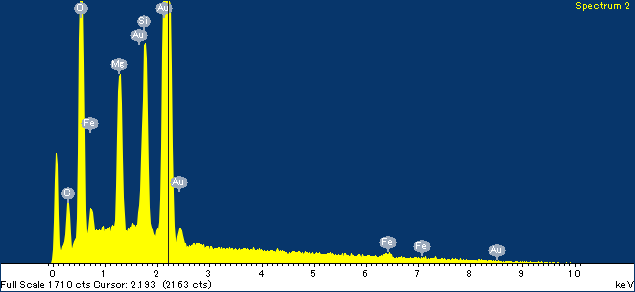 Spectrum 2
O Si Au
Au
Mg
Fe
Au
O
Fe Fe Au
0 1 2 3 4 5 6 7 8 9 10
Full Scale 1710 cts Cursor: 2.193 (2163 cts) keV